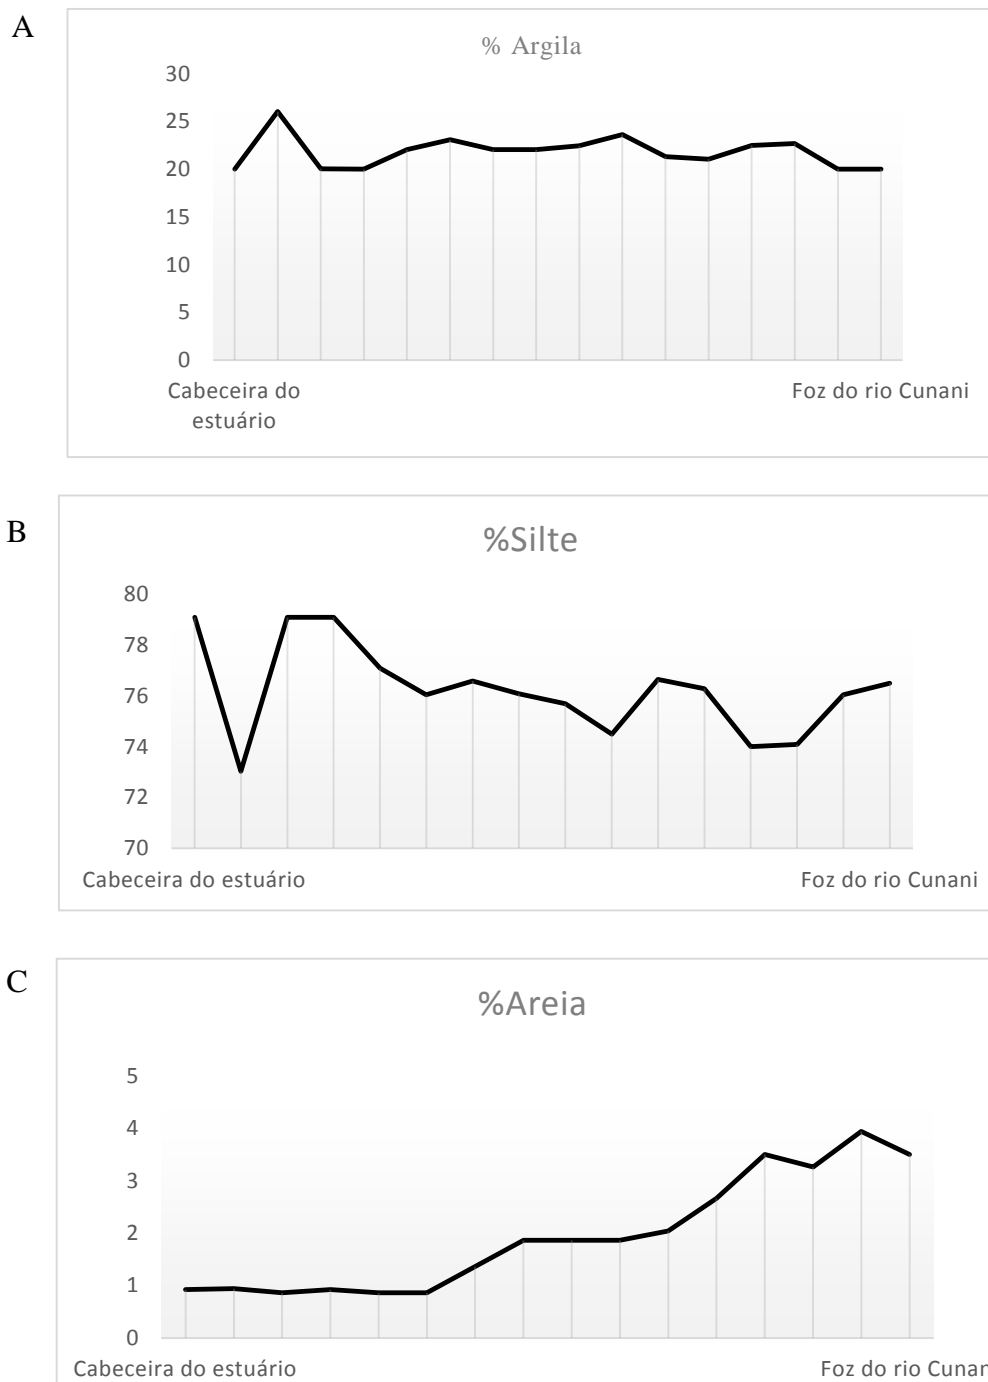 A
% Argila
30
25
20
15
10
5
0
Cabeceira do
estuário
Foz do rio Cunani
B
%Silte
80
78
76
74
72
70
Cabeceira do estuário
Foz do rio Cunani
C
%Areia
5
4
3
2
1
0
Cabeceira do estuário
Foz do rio Cunan